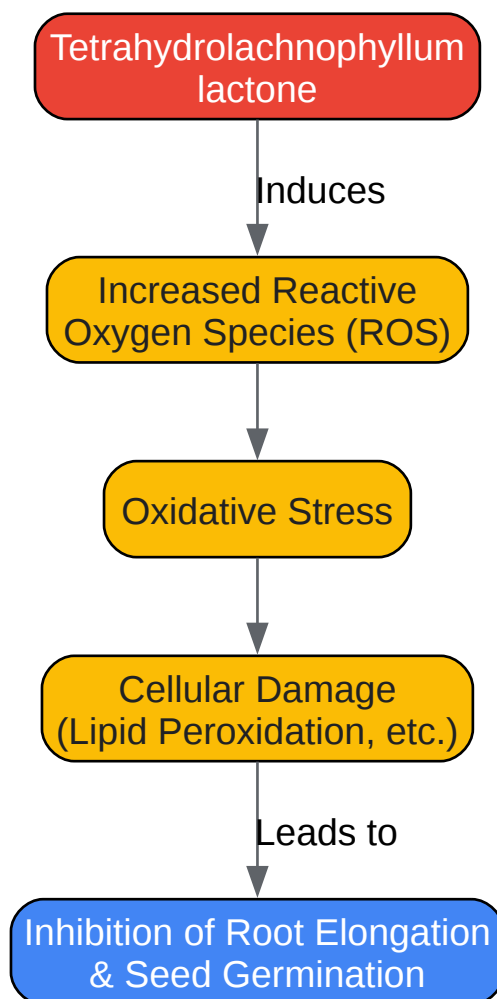 Tetrahydrolachnophyllum
lactone
Induces
Increased Reactive
Oxygen Species (ROS)
Oxidative Stress
Cellular Damage
(Lipid Peroxidation, etc.)
Leads to
Inhibition of Root Elongation
& Seed Germination